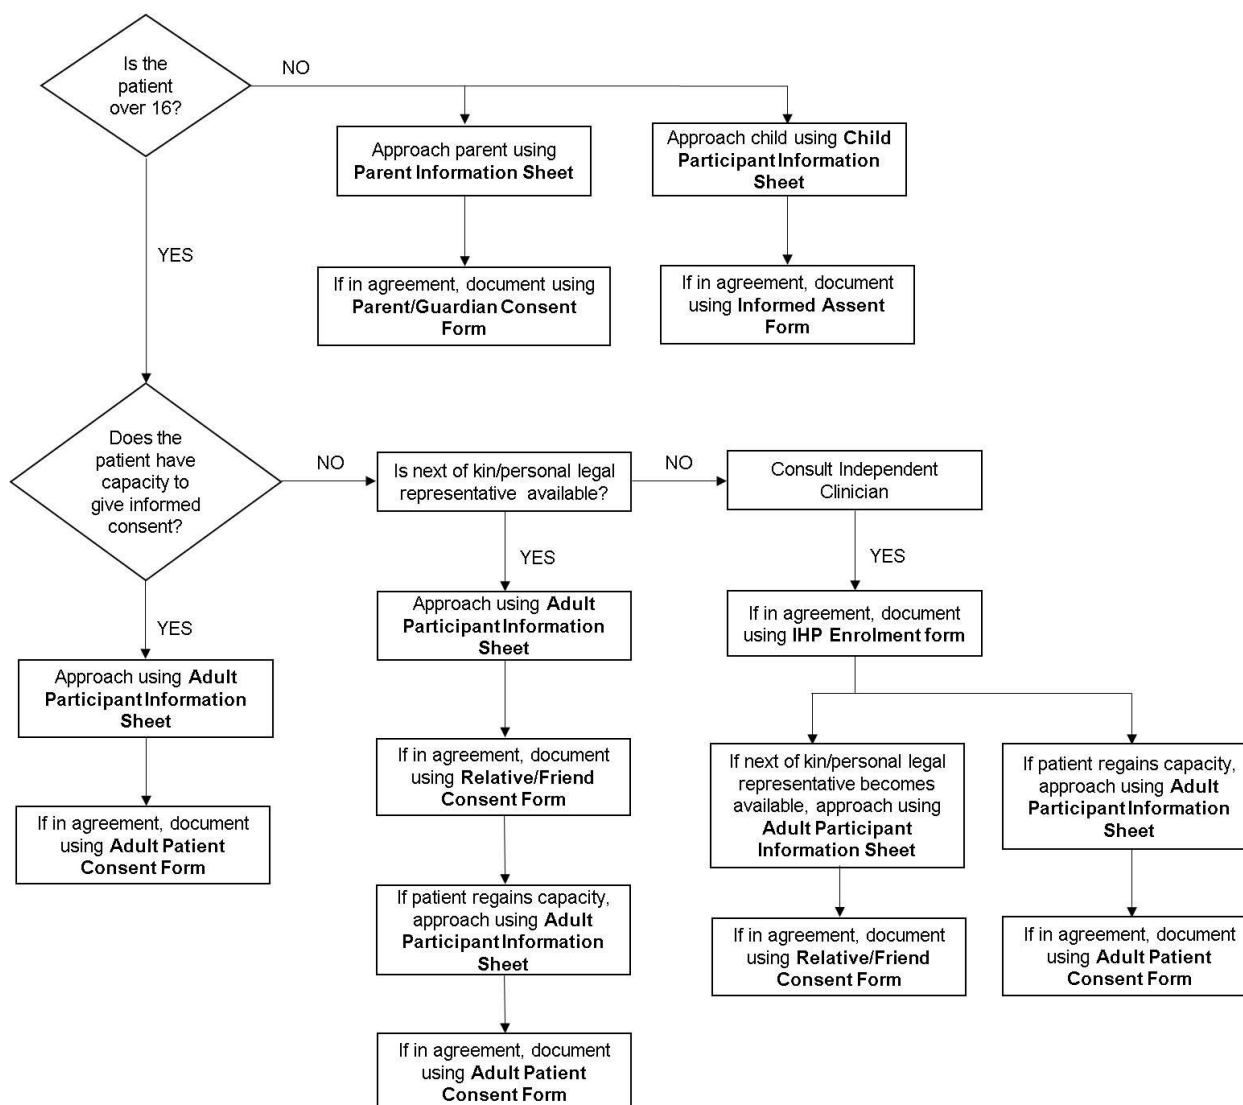 Is the
patient
over 16?
NO
Approach parent using
Parent Information Sheet
Approach child using Child
Participant Information
Sheet
YES
If in agreement, document using
Parent/Guardian Consent
Form
If in agreement, document
using Informed Assent
Form
Does the
patient have
capacity to
give informed
consent?
NO
Is next of kin/personal legal
representative available?
NO
Consult Independent
Clinician
YES
YES
YES
Approach using Adult
Participant Information
Sheet
Approach using Adult
Participant Information
Sheet
If in agreement, document
using IHP Enrolment form
If in agreement, document
using Adult Patient
Consent Form
If in agreement, document
using Relative/Friend
Consent Form
If next of kin/personal legal
representative becomes
available, approach using
Adult Participant
Information Sheet
If patient regains capacity,
approach using Adult
Participant Information
Sheet
If patient regains capacity,
approach using Adult
Participant Information
Sheet
If in agreement, document
using Relative/Friend
Consent Form
If in agreement, document
using Adult Patient
Consent Form
If in agreement, document
using Adult Patient
Consent Form